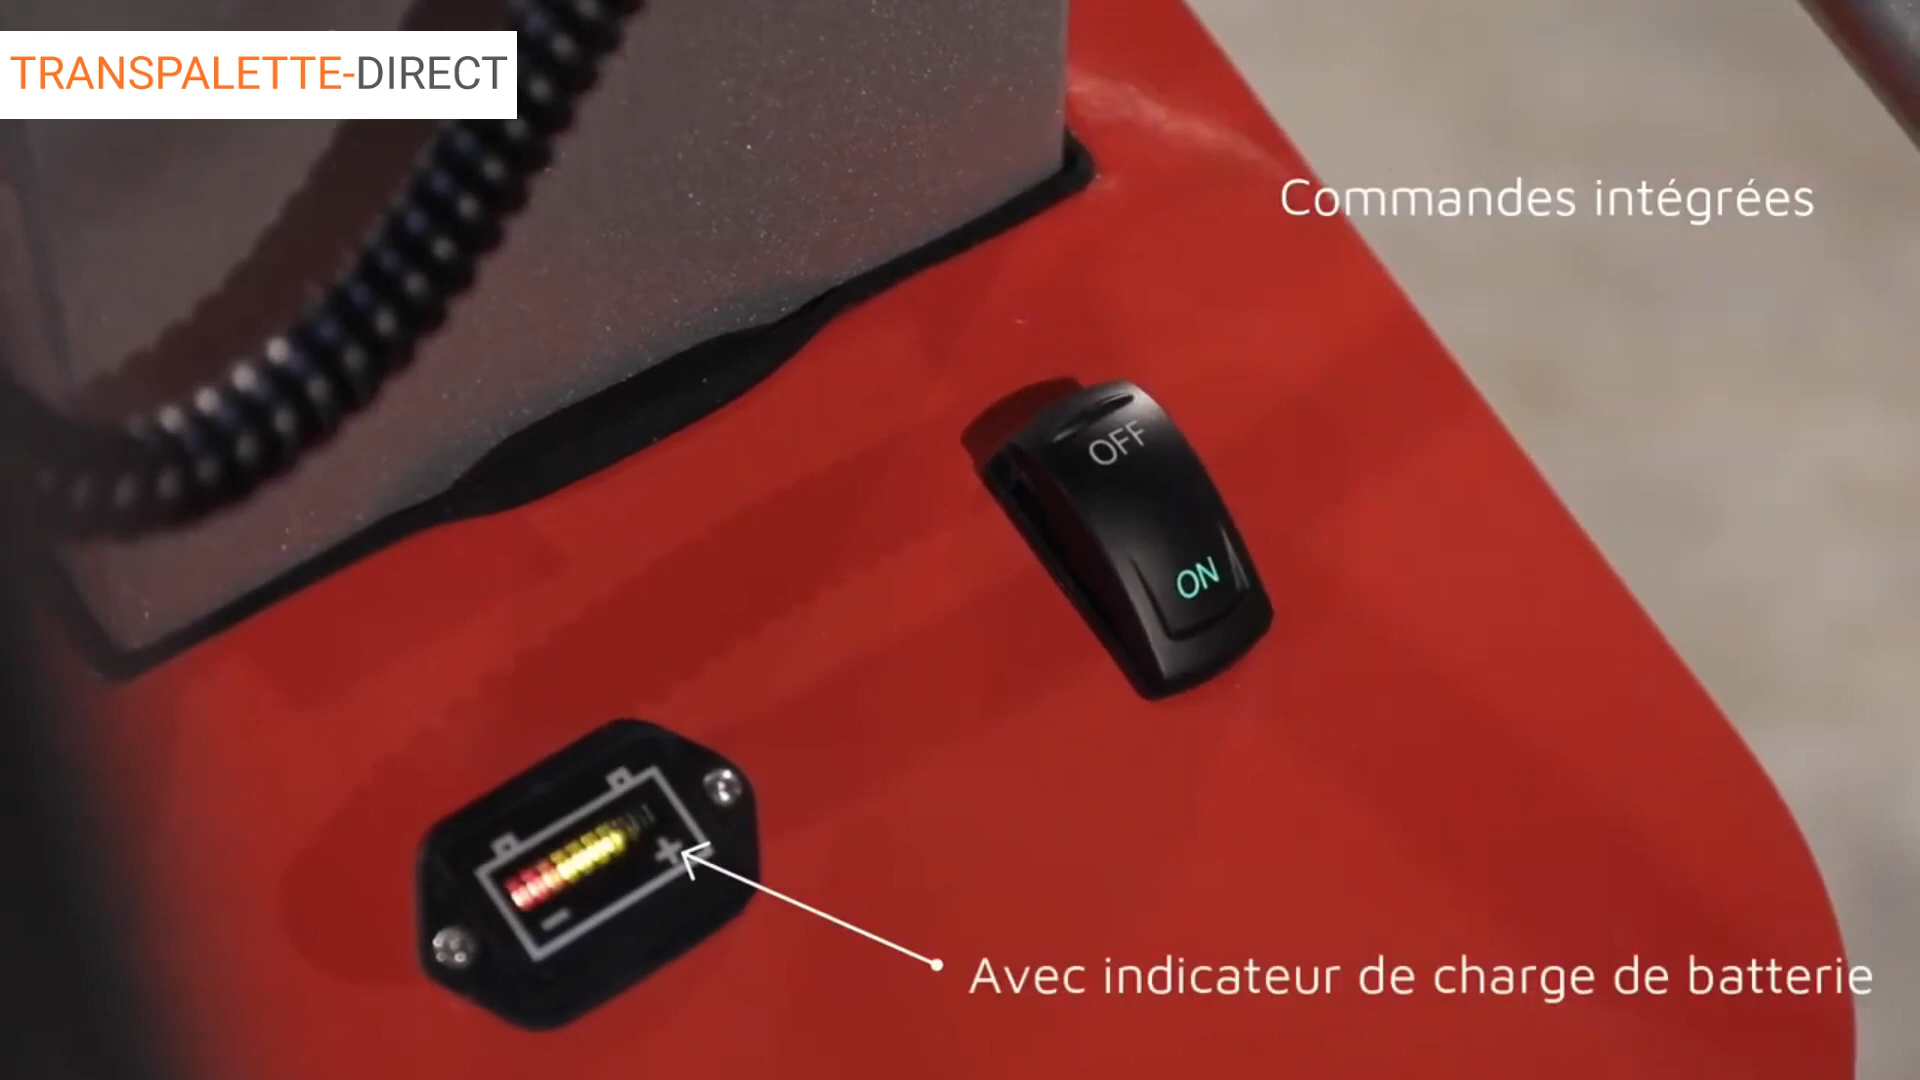 TRANSPALETTE-DIRECT
Commandes intégrées
OFF
ON
Avec indicateur de charge de batterie